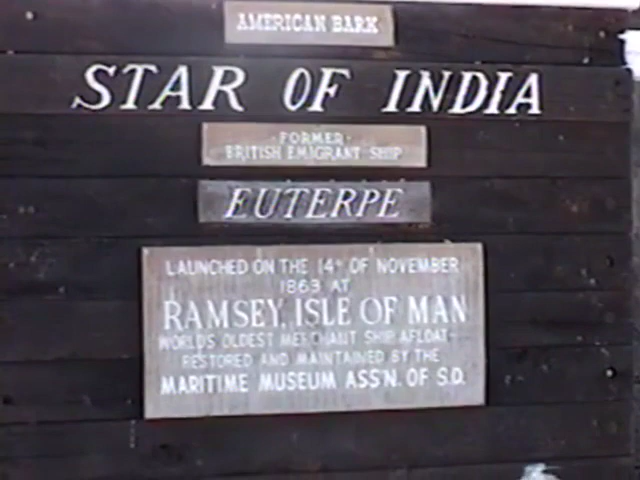 AMERICAN BARK
STAR OF INDIA
FORMER
BRITISH EMIGRANT SHIP
EUTERPE
LAUNCHED ON THE 14TH OF NOVEMBER
1863 AT
RAMSEY, ISLE OF MAN
WORLDS OLDEST MERCHANT SHIP AFLOAT
RESTORED AND MAINTAINED BY THE
MARITIME MUSEUM ASS'N. OF S.D.